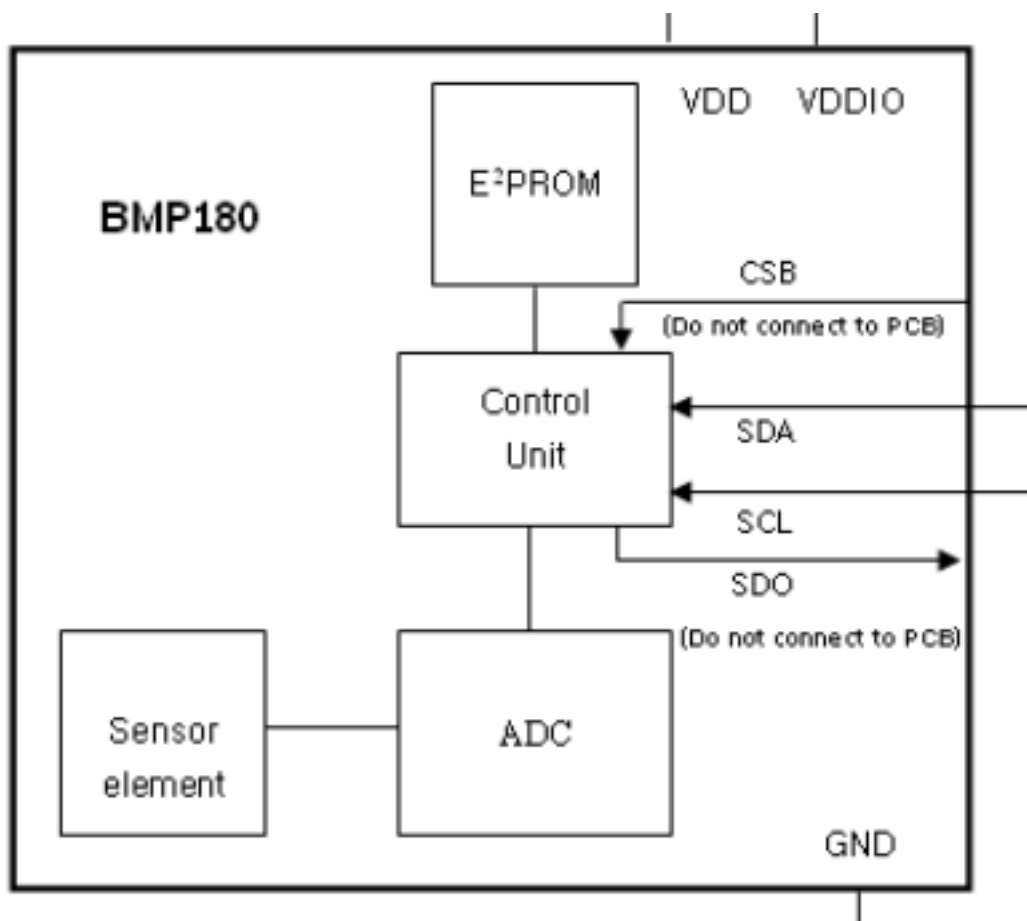 VDD VDDIO
E²PROM
BMP180
CSB
(Do not connect to PCB)
Control
Unit
SDA
SCL
SDO
(Do not connect to PCB)
Sensor
element
ADC
GND